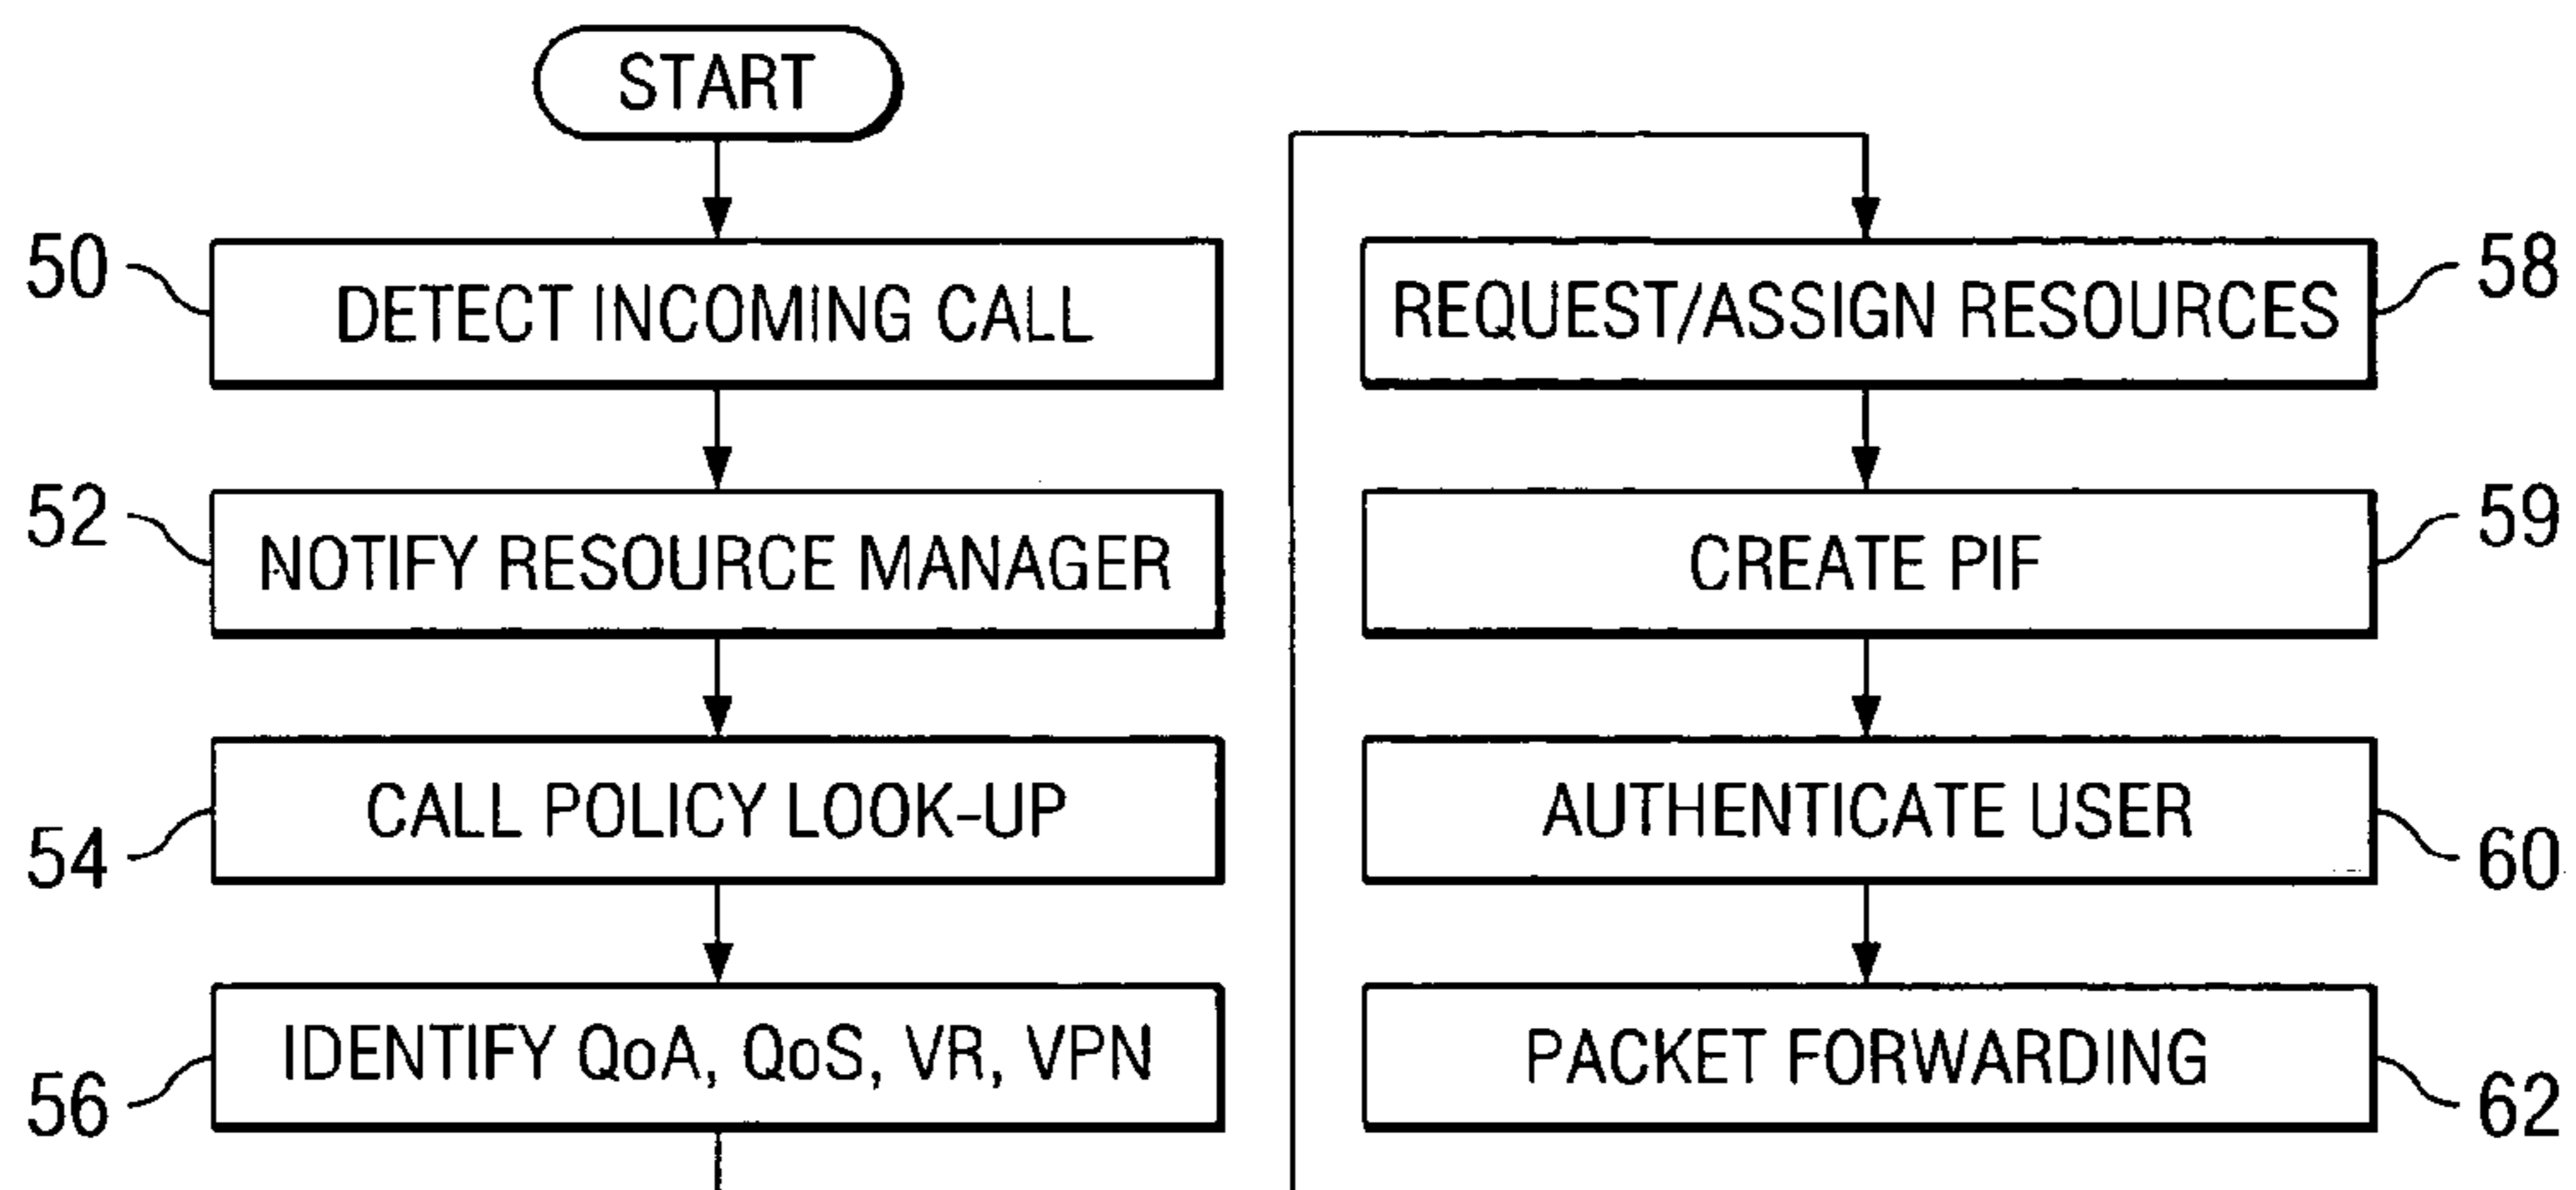 START
50
DETECT INCOMING CALL
52
NOTIFY RESOURCE MANAGER
54
CALL POLICY LOOK-UP
56
IDENTIFY QoA, QoS, VR, VPN
REQUEST/ASSIGN RESOURCES
58
CREATE PIF
59
AUTHENTICATE USER
60
PACKET FORWARDING
62